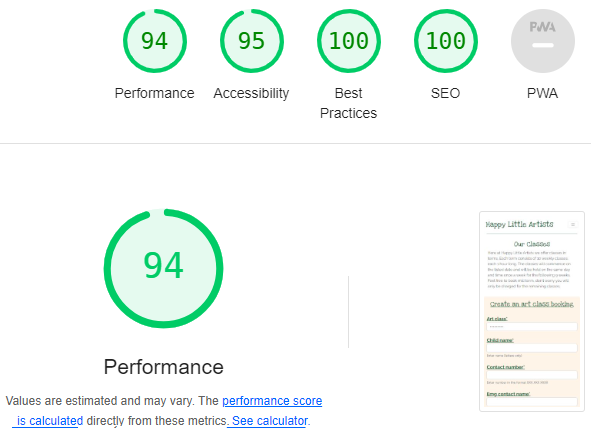 94
95
100
100
PWA
Performance
Accessibility
Best
Practices
SEO
PWA
94
Performance
Values are estimated and may vary. The performance score
is calculated directly from these metrics. See calculator.
Happy Little Artists
Our Classes
Create an art class booking
Art class*
Child name*
Contact number*
Emg contact name*